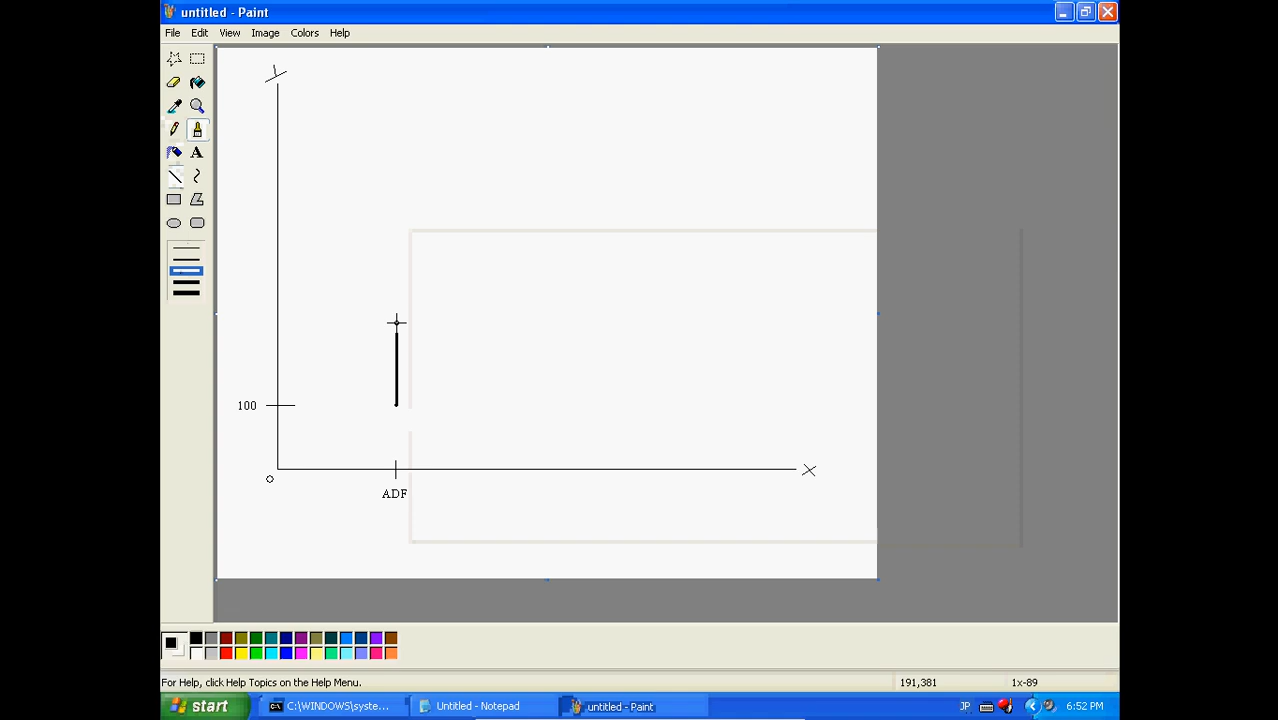 untitled - Paint
File Edit View Image Colors Help
A
Y
100
X
O
ADF
For Help, click Help Topics on the Help Menu.
191,381
1x-89
start
C:\WINDOWS\syste...
Untitled - Notepad
untitled - Paint
JP
6:52 PM